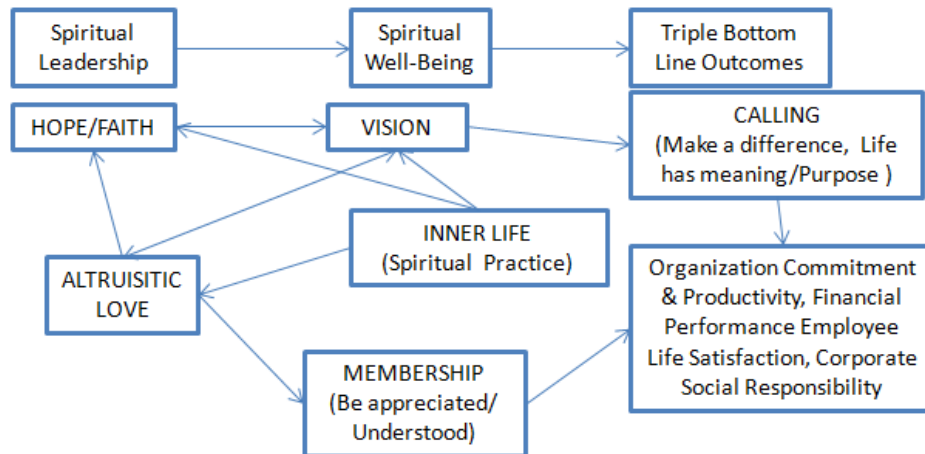 Spiritual
Leadership
Spiritual
Well-Being
Triple Bottom
Line Outcomes
HOPE/FAITH
VISION
CALLING
(Make a difference, Life
has meaning/Purpose )
INNER LIFE
(Spiritual Practice)
ALTRUISITIC
LOVE
Organization Commitment
& Productivity, Financial
Performance Employee
Life Satisfaction, Corporate
Social Responsibility
MEMBERSHIP
(Be appreciated/
Understood)